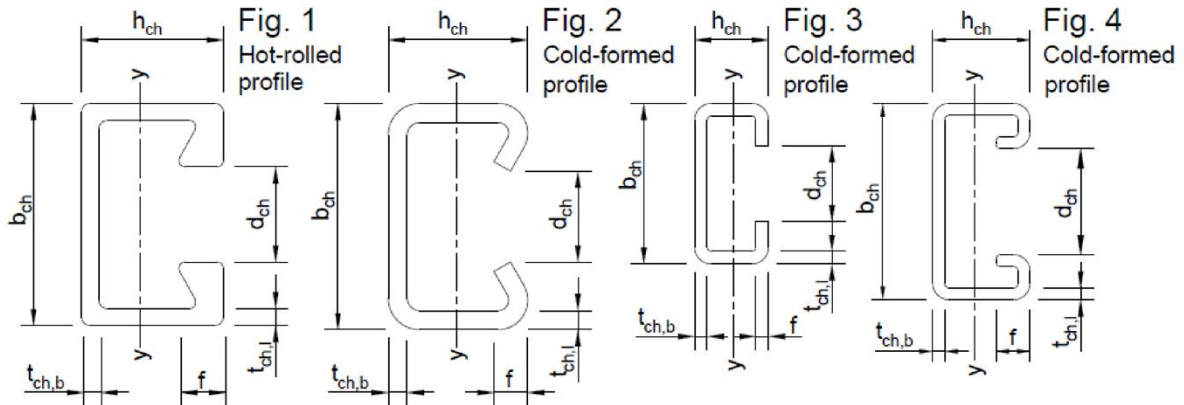 h_ch
Fig. 1
Hot-rolled
profile
y
b_ch
d_ch
y
t_ch,b
f
t_ch,l
h_ch
Fig. 2
Cold-formed
profile
y
b_ch
d_ch
y
t_ch,b
f
t_ch,l
h_ch
Fig. 3
Cold-formed
profile
y
b_ch
d_ch
t_ch,b
f
t_ch,l
y
h_ch
Fig. 4
Cold-formed
profile
y
b_ch
d_ch
t_ch,b
f
t_ch,l
y